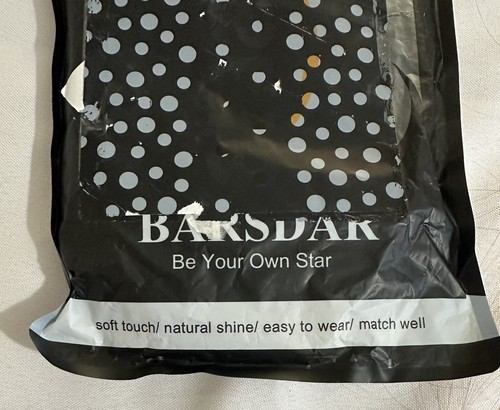 BARSDAR
Be Your Own Star
soft touch/ natural shine/ easy to wear/ match well